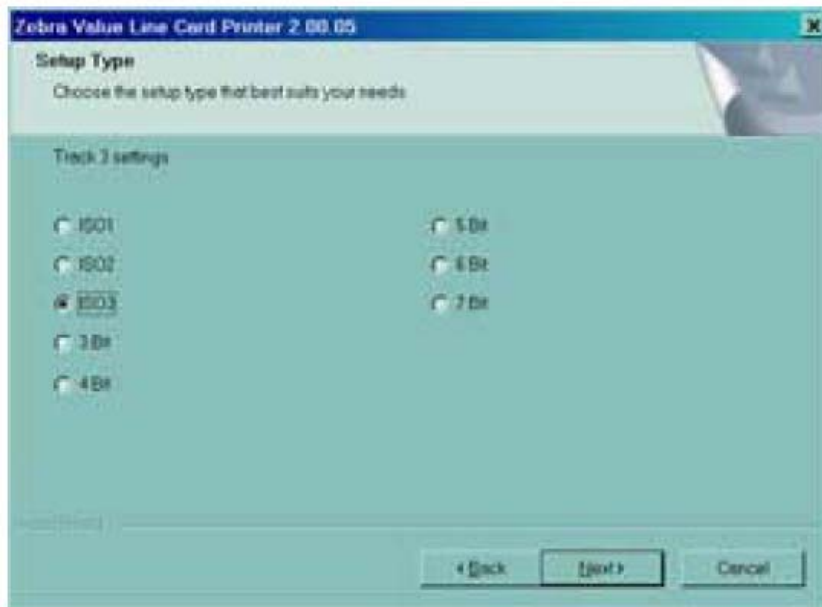 Zebra Value Line Card Printer 2.00.05
Setup Type
Choose the setup type that best suits your needs
Track 3 settings
ISO1
ISO2
ISO3
3 Bit
4 Bit
5 Bit
6 Bit
7 Bit
Back
Next
Cancel